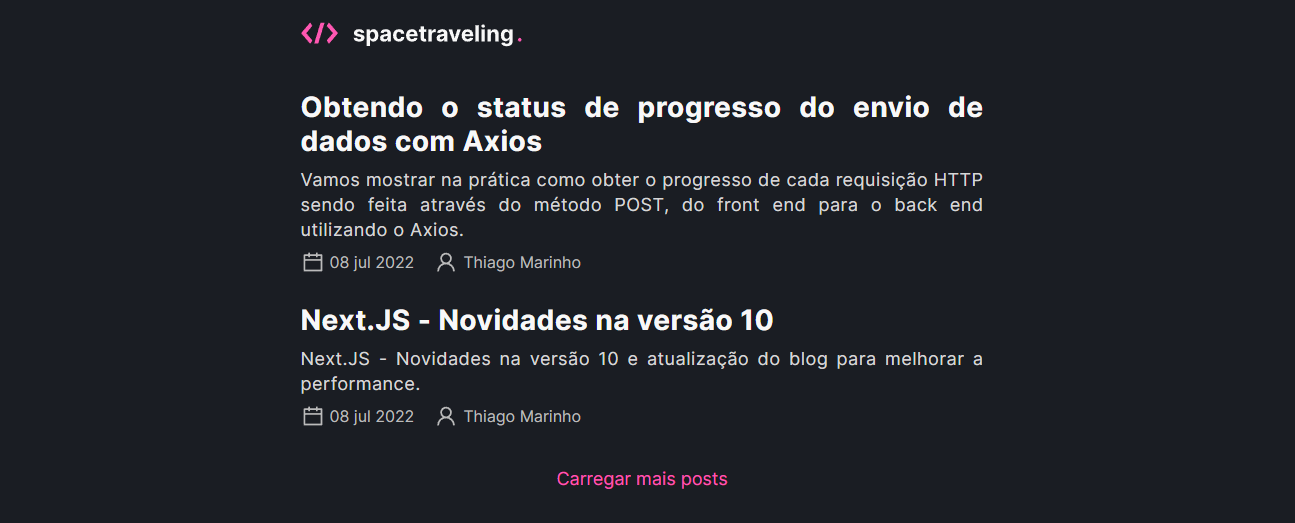 </> spacetraveling.
Obtendo o status de progresso do envio de
dados com Axios
Vamos mostrar na prática como obter o progresso de cada requisição HTTP
sendo feita através do método POST, do front end para o back end
utilizando o Axios.
08 jul 2022 Thiago Marinho
Next.JS - Novidades na versão 10
Next.JS - Novidades na versão 10 e atualização do blog para melhorar a
performance.
08 jul 2022 Thiago Marinho
Carregar mais posts